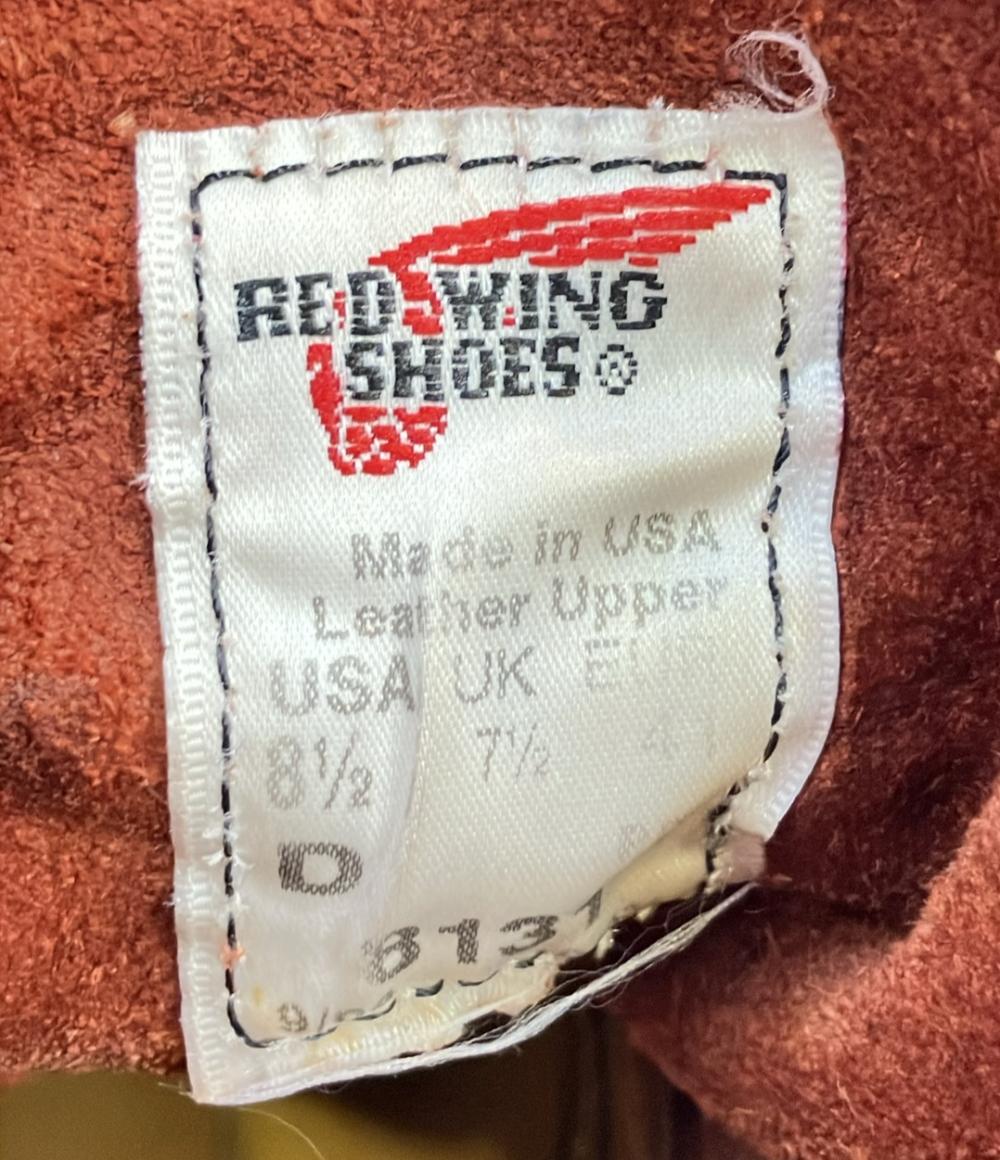 RED WING
SHOES®
Made in USA
Leather Upper
USA UK
8½ 7½
D
8131